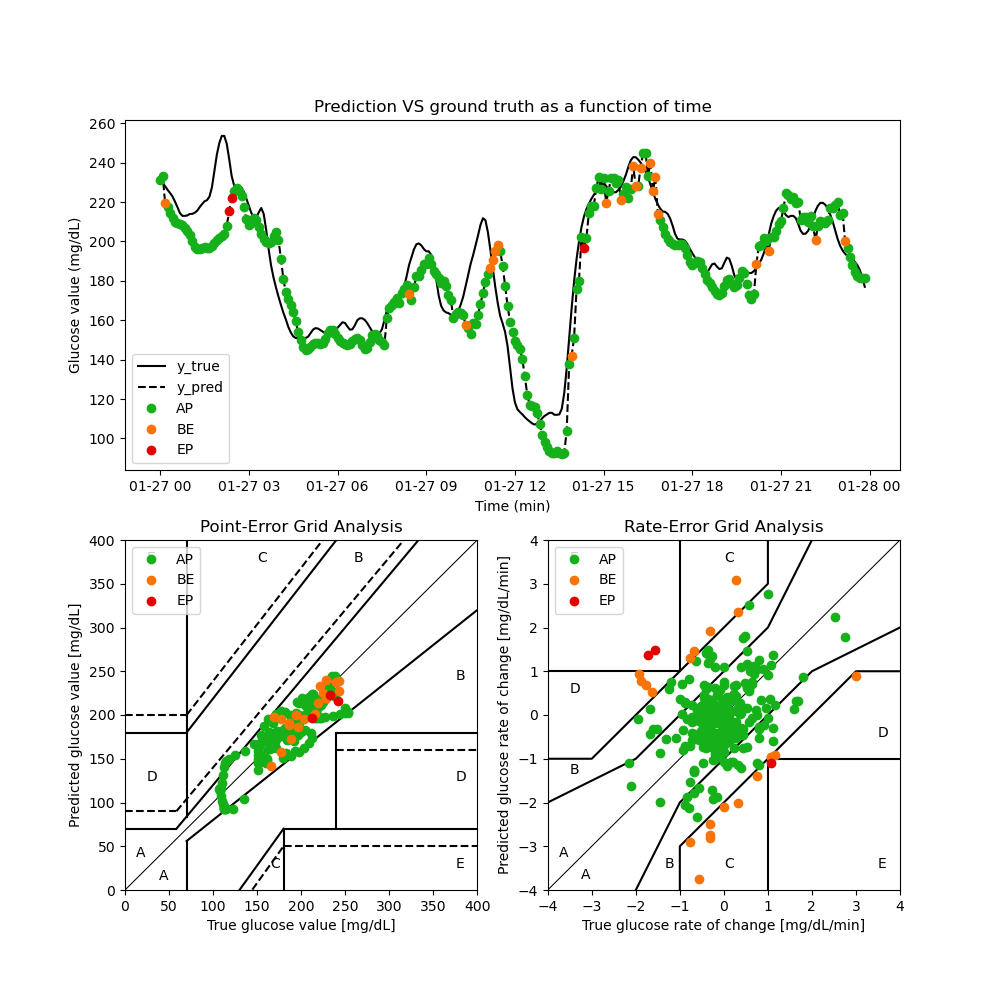 Prediction VS ground truth as a function of time
Glucose value (mg/dL)
260
240
220
200
180
160
140
120
100
y_true
y_pred
AP
BE
EP
01-27 00 01-27 03 01-27 06 01-27 09 01-27 12 01-27 15 01-27 18 01-27 21 01-28 00
Time (min)
Point-Error Grid Analysis
Predicted glucose value [mg/dL]
400
350
300
250
200
150
100
50
0
AP
BE
EP
C
B
B
D
D
A
A
C
E
0 50 100 150 200 250 300 350 400
True glucose value [mg/dL]
Rate-Error Grid Analysis
Predicted glucose rate of change [mg/dL/min]
4
3
2
1
0
−1
−2
−3
−4
AP
BE
EP
C
D
D
B
A
A
B
C
E
−4 −3 −2 −1 0 1 2 3 4
True glucose rate of change [mg/dL/min]